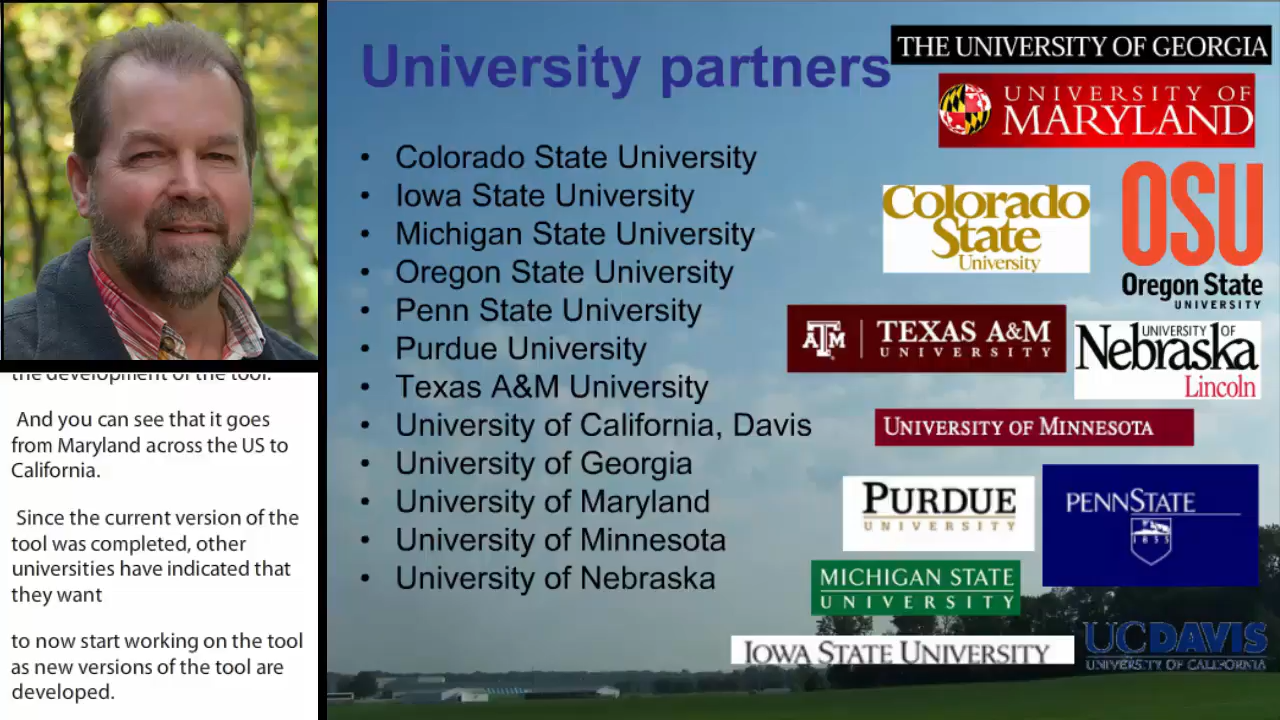 University partners
• Colorado State University
• Iowa State University
• Michigan State University
• Oregon State University
• Penn State University
• Purdue University
• Texas A&M University
• University of California, Davis
• University of Georgia
• University of Maryland
• University of Minnesota
• University of Nebraska
THE UNIVERSITY OF GEORGIA
UNIVERSITY OF
MARYLAND
Colorado
State
University
OSU
Oregon State
UNIVERSITY
ATM
TEXAS A&M
UNIVERSITY
UNIVERSITY OF
Nebraska
Lincoln
UNIVERSITY OF MINNESOTA
PURDUE
UNIVERSITY
PENNSTATE
1855
MICHIGAN STATE
UNIVERSITY
IOWA STATE UNIVERSITY
UCDAVIS
UNIVERSITY OF CALIFORNIA
the development of the tool.
And you can see that it goes
from Maryland across the US to
California.
Since the current version of the
tool was completed, other
universities have indicated that
they want
to now start working on the tool
as new versions of the tool are
developed.